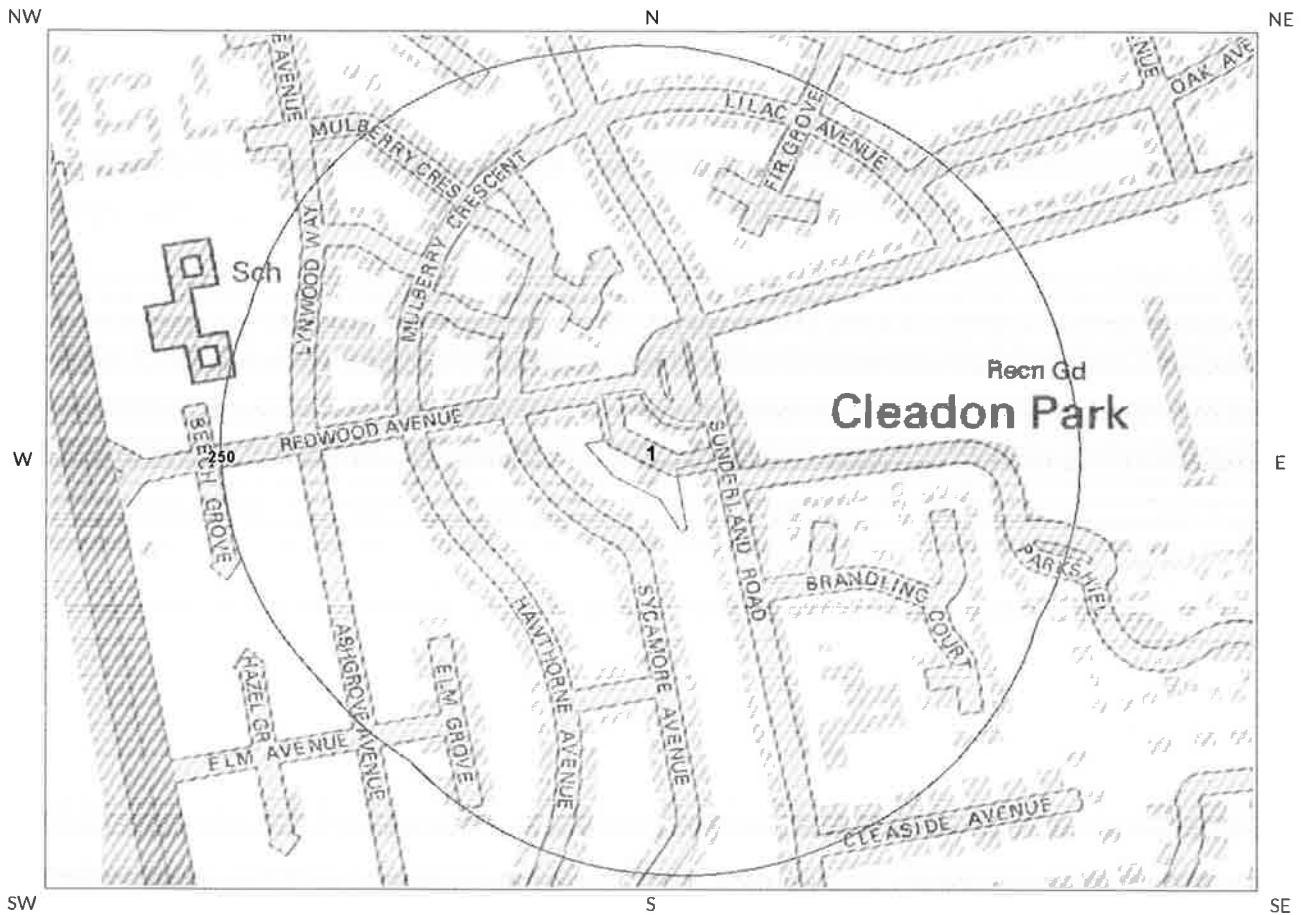 NW
N
NE
E AVENUE
NUE
OAK AVE
MULBERRY CRES
LILAC AVENUE
FIR GROVE
MULBERRY CRESCENT
LYNWOOD WAY
Sch
Recn Gd
Cleadon Park
REDWOOD AVENUE
W
250
1
E
BEECH GROVE
SUNDERLAND ROAD
PARKSHIEL
BRANDLING COURT
HAWTHORNE AVENUE
SYCAMORE AVENUE
ASHGROVE AVENUE
HAZEL GR
ELM GROVE
ELM AVENUE
CLEASIDE AVENUE
SW
S
SE